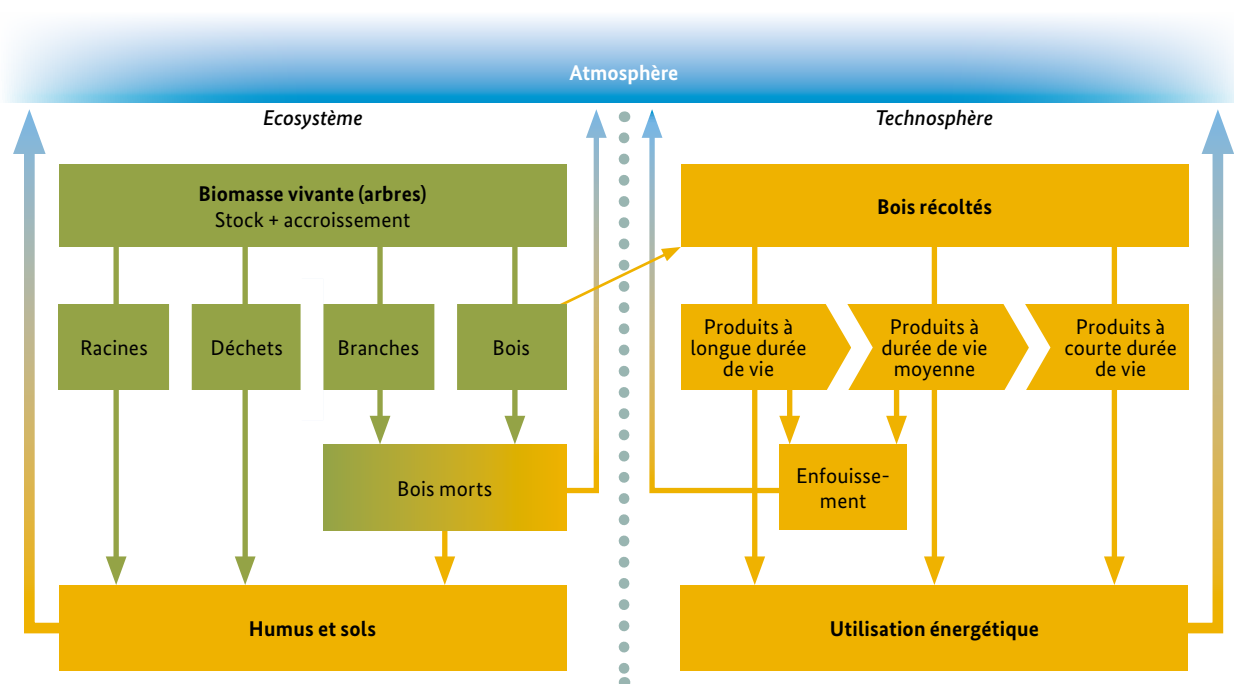 Atmosphère
Ecosystème
Technosphère
Biomasse vivante (arbres)
Stock + accroissement
Bois récoltés
Racines
Déchets
Branches
Bois
Produits à
longue durée
de vie
Produits à
durée de vie
moyenne
Produits à
courte durée
de vie
Bois morts
Enfouisse-
ment
Humus et sols
Utilisation énergétique